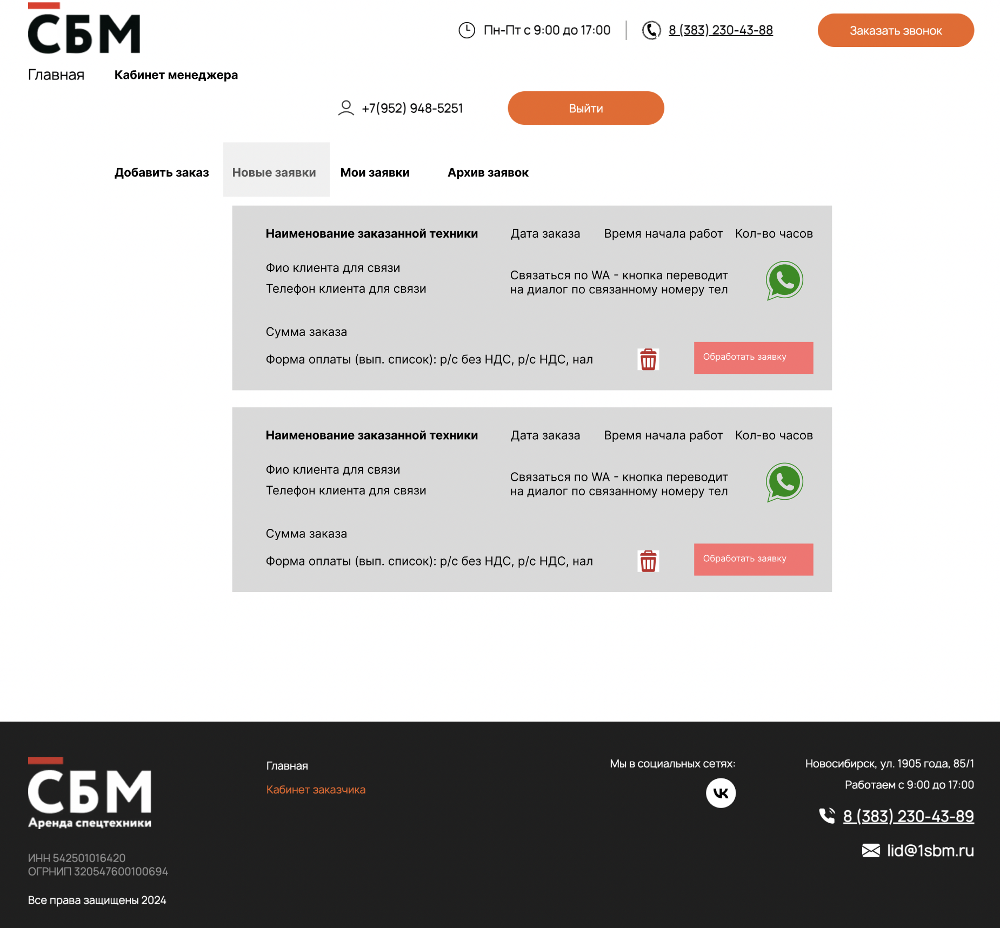 СБМ
Пн-Пт с 9:00 до 17:00
8 (383) 230-43-88
Заказать звонок
Главная
Кабинет менеджера
+7(952) 948-5251
Выйти
Добавить заказ
Новые заявки
Мои заявки
Архив заявок
Наименование заказанной техники
Дата заказа
Время начала работ
Кол-во часов
Фио клиента для связи
Телефон клиента для связи
Связаться по WA - кнопка переводит
на диалог по связанному номеру тел
Сумма заказа
Форма оплаты (вып. список): р/с без НДС, р/с НДС, нал
Обработать заявку
Наименование заказанной техники
Дата заказа
Время начала работ
Кол-во часов
Фио клиента для связи
Телефон клиента для связи
Связаться по WA - кнопка переводит
на диалог по связанному номеру тел
Сумма заказа
Форма оплаты (вып. список): р/с без НДС, р/с НДС, нал
Обработать заявку
СБМ
Аренда спецтехники
ИНН 542501016420
ОГРНИП 320547600100694
Все права защищены 2024
Главная
Кабинет заказчика
Мы в социальных сетях:
Новосибирск, ул. 1905 года, 85/1
Работаем с 9:00 до 17:00
8 (383) 230-43-89
lid@1sbm.ru